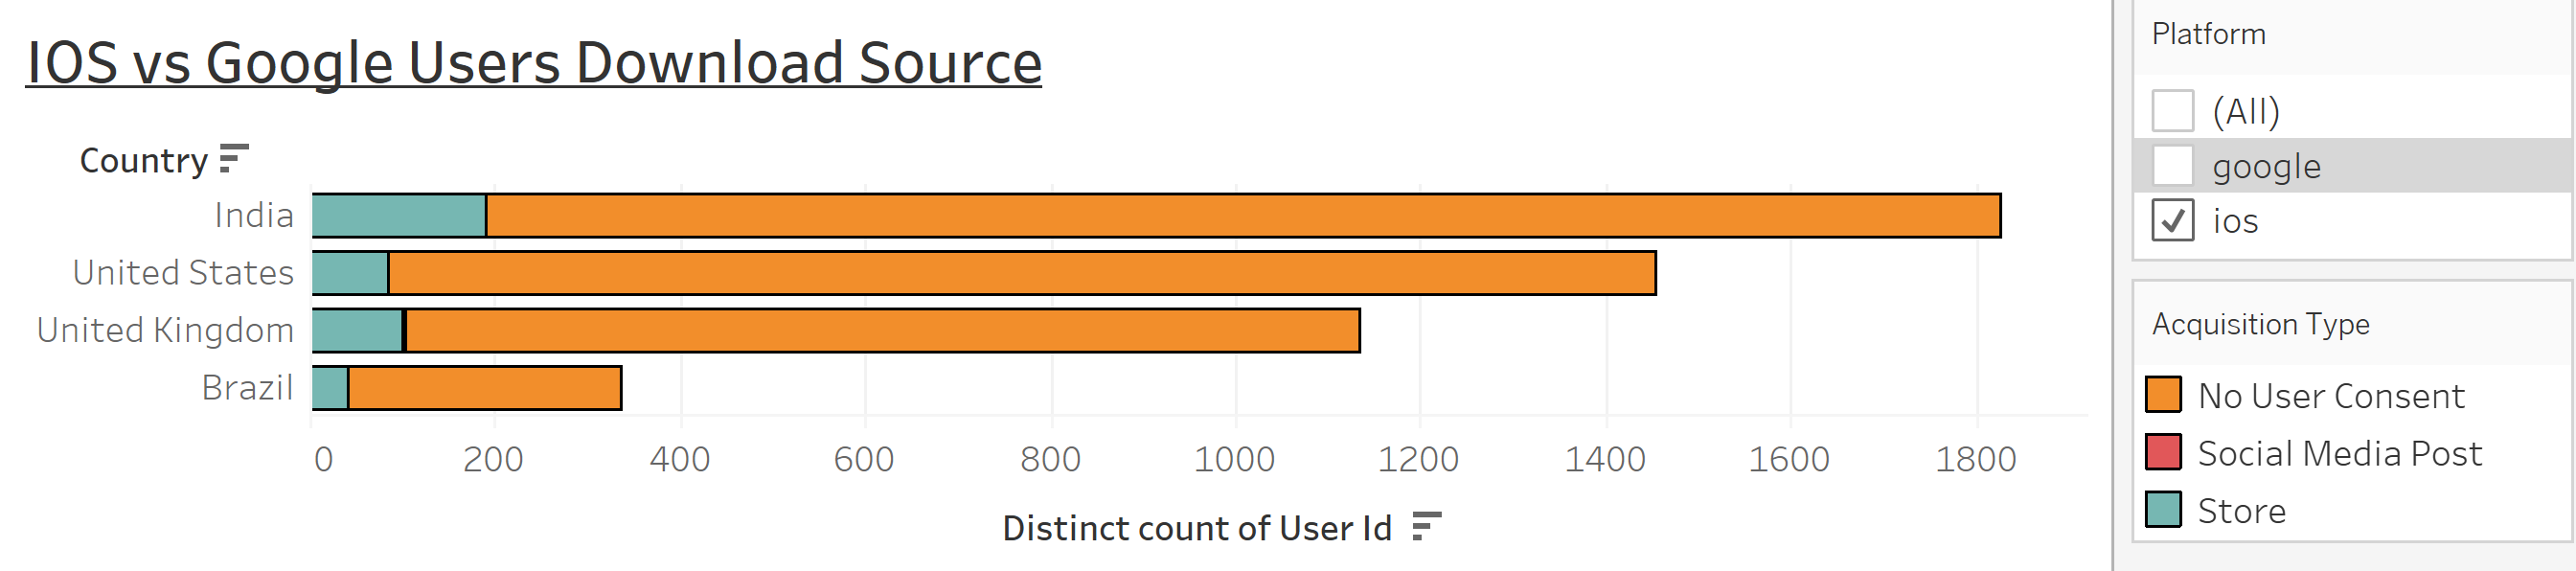 IOS vs Google Users Download Source
Country
India
United States
United Kingdom
Brazil
0 200 400 600 800 1000 1200 1400 1600 1800
Distinct count of User Id
Platform
(All)
google
ios
Acquisition Type
No User Consent
Social Media Post
Store